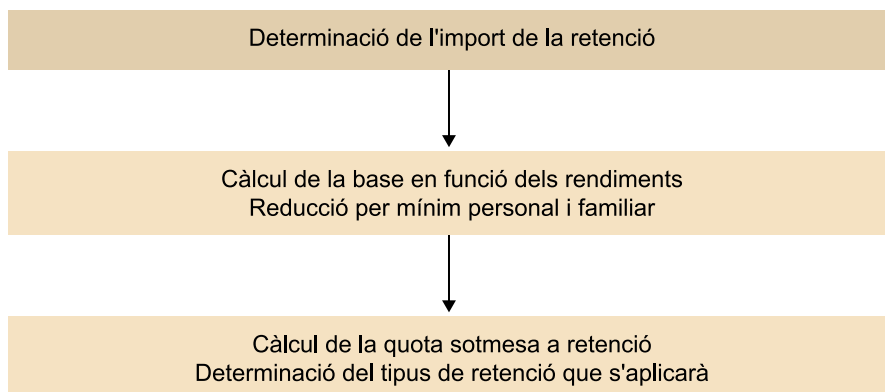 Determinació de l'import de la retenció
Càlcul de la base en funció dels rendiments
Reducció per mínim personal i familiar
Càlcul de la quota sotmesa a retenció
Determinació del tipus de retenció que s'aplicarà